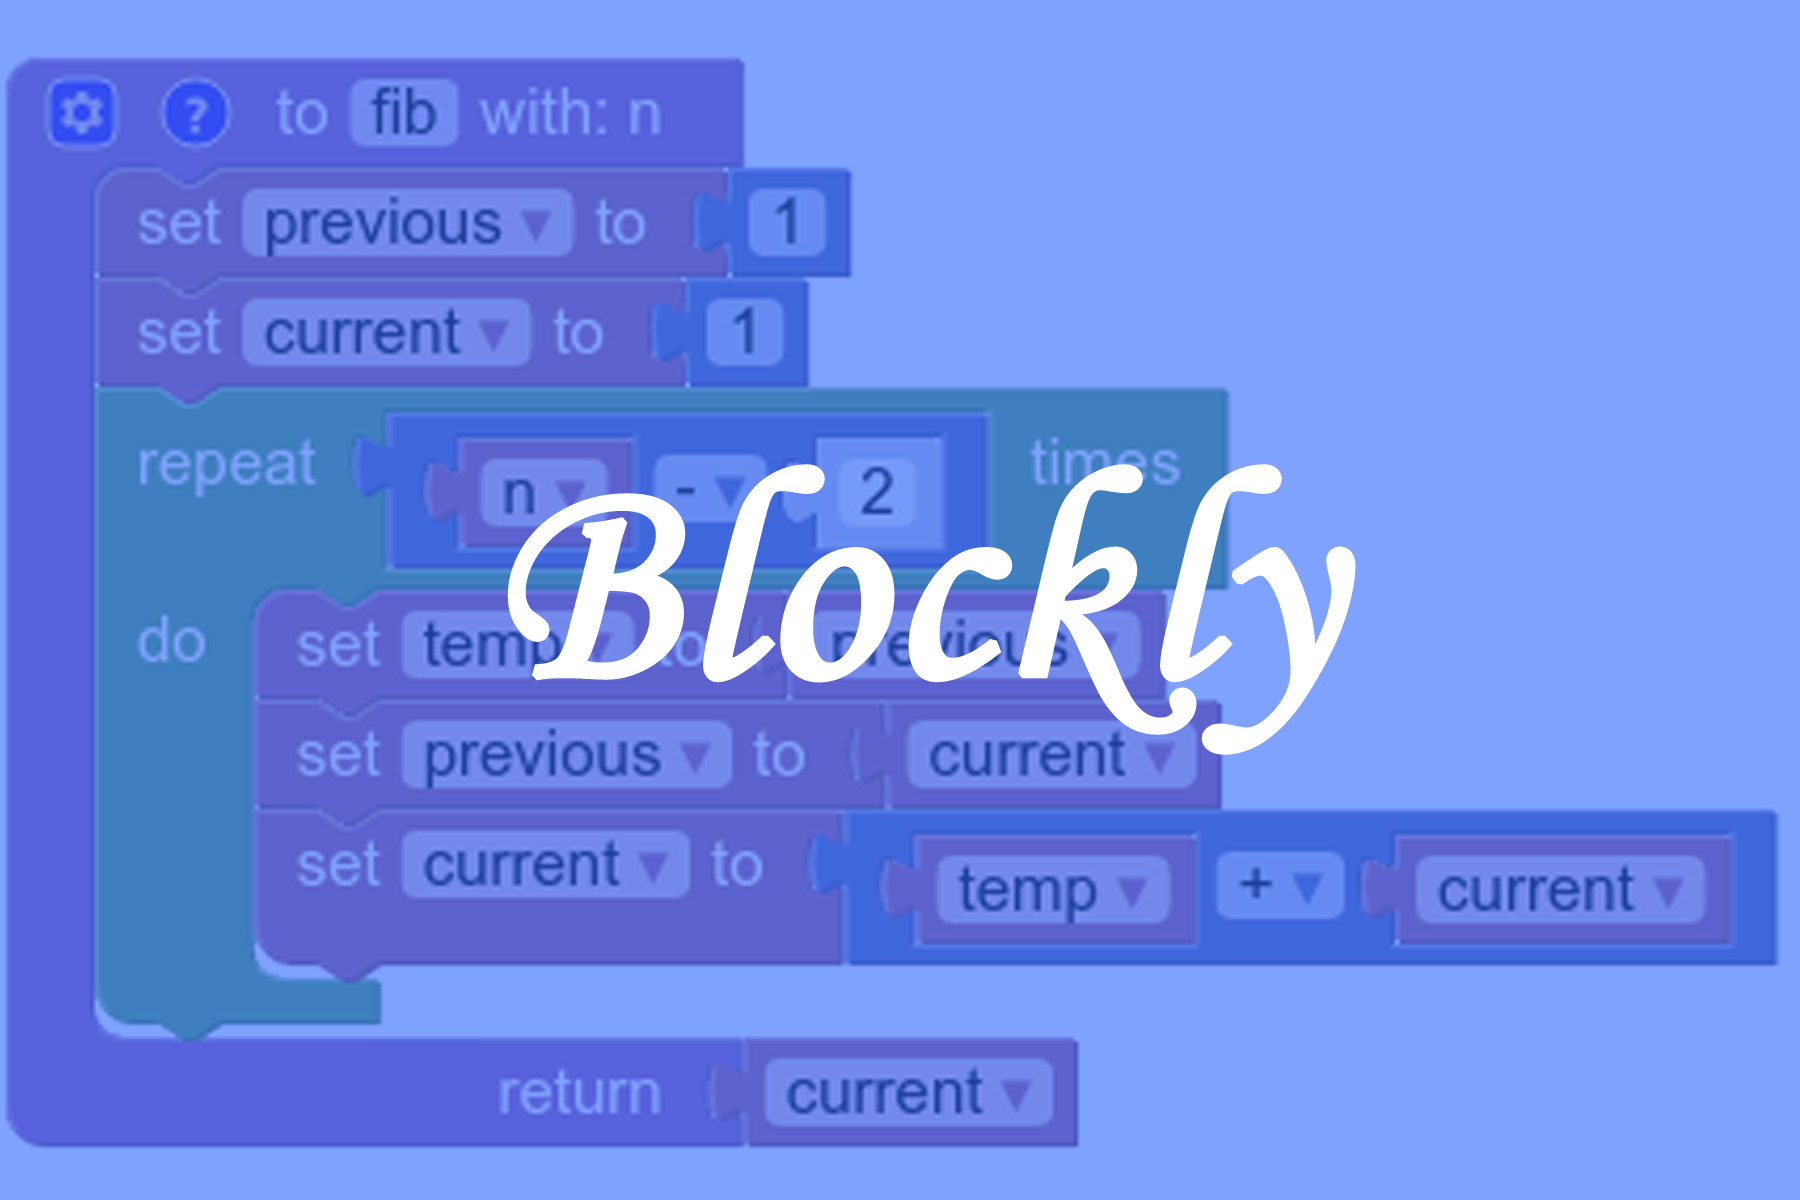 ? to fib with: n
set previous ▼ to 1
set current ▼ to 1
repeat n ▼ - ▼ 2 times
Blockly
do set temp ▼ to previous ▼
set previous ▼ to current ▼
set current ▼ to temp ▼ + ▼ current ▼
return current ▼